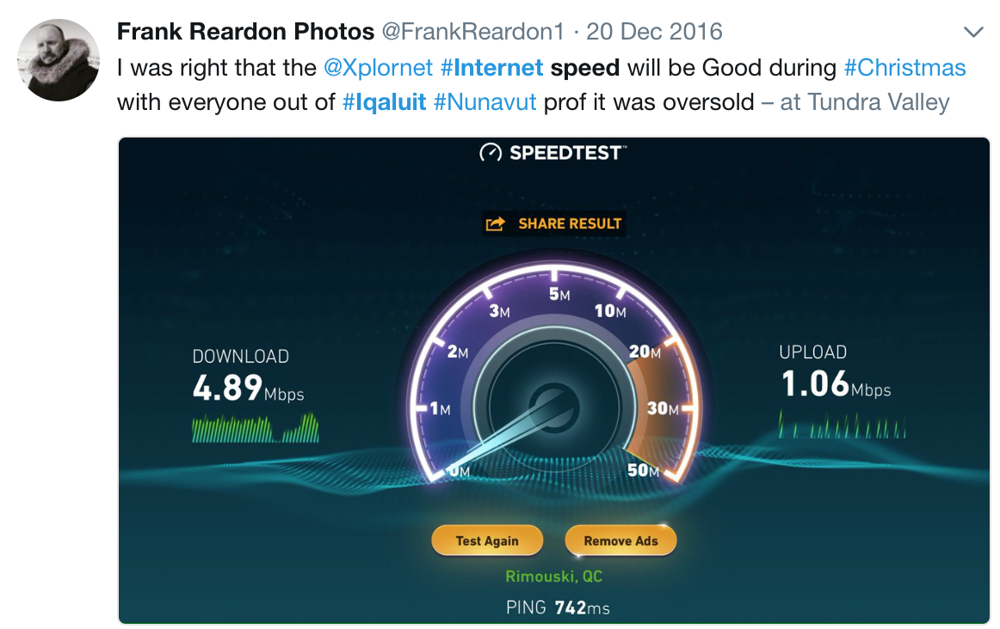 Frank Reardon Photos @FrankReardon1 · 20 Dec 2016
I was right that the @Xplornet #Internet speed will be Good during #Christmas
with everyone out of #Iqaluit #Nunavut prof it was oversold – at Tundra Valley
SPEEDTEST™
SHARE RESULT
5M
3M
10M
2M
20M
1M
30M
0M
50M
DOWNLOAD
4.89 Mbps
UPLOAD
1.06 Mbps
Test Again
Remove Ads
Rimouski, QC
PING 742ms